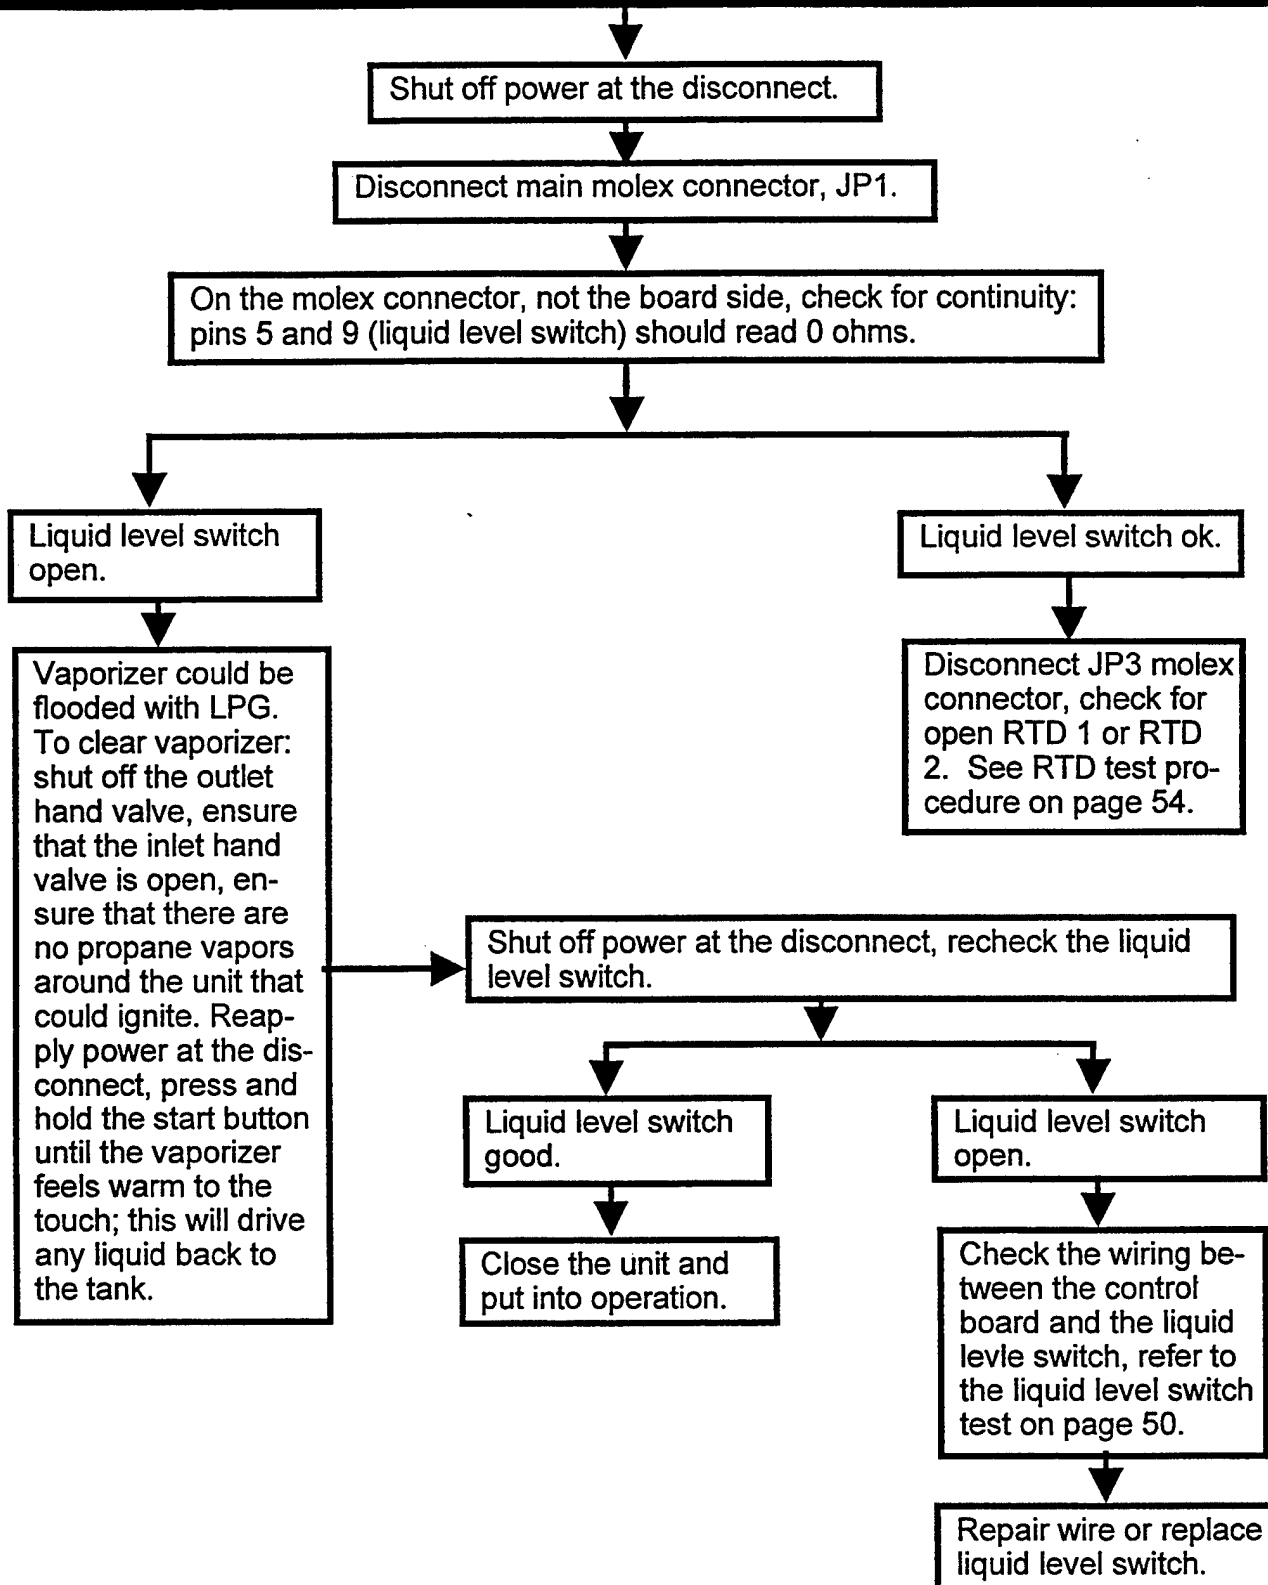 Shut off power at the disconnect.
Disconnect main molex connector, JP1.
On the molex connector, not the board side, check for continuity:
pins 5 and 9 (liquid level switch) should read 0 ohms.
Liquid level switch
open.
Liquid level switch ok.
Vaporizer could be
flooded with LPG.
To clear vaporizer:
shut off the outlet
hand valve, ensure
that the inlet hand
valve is open, en-
sure that there are
no propane vapors
around the unit that
could ignite. Reap-
ply power at the dis-
connect, press and
hold the start button
until the vaporizer
feels warm to the
touch; this will drive
any liquid back to
the tank.
Disconnect JP3 molex
connector, check for
open RTD 1 or RTD
2.  See RTD test pro-
cedure on page 54.
Shut off power at the disconnect, recheck the liquid
level switch.
Liquid level switch
good.
Liquid level switch
open.
Close the unit and
put into operation.
Check the wiring be-
tween the control
board and the liquid
levle switch, refer to
the liquid level switch
test on page 50.
Repair wire or replace
liquid level switch.